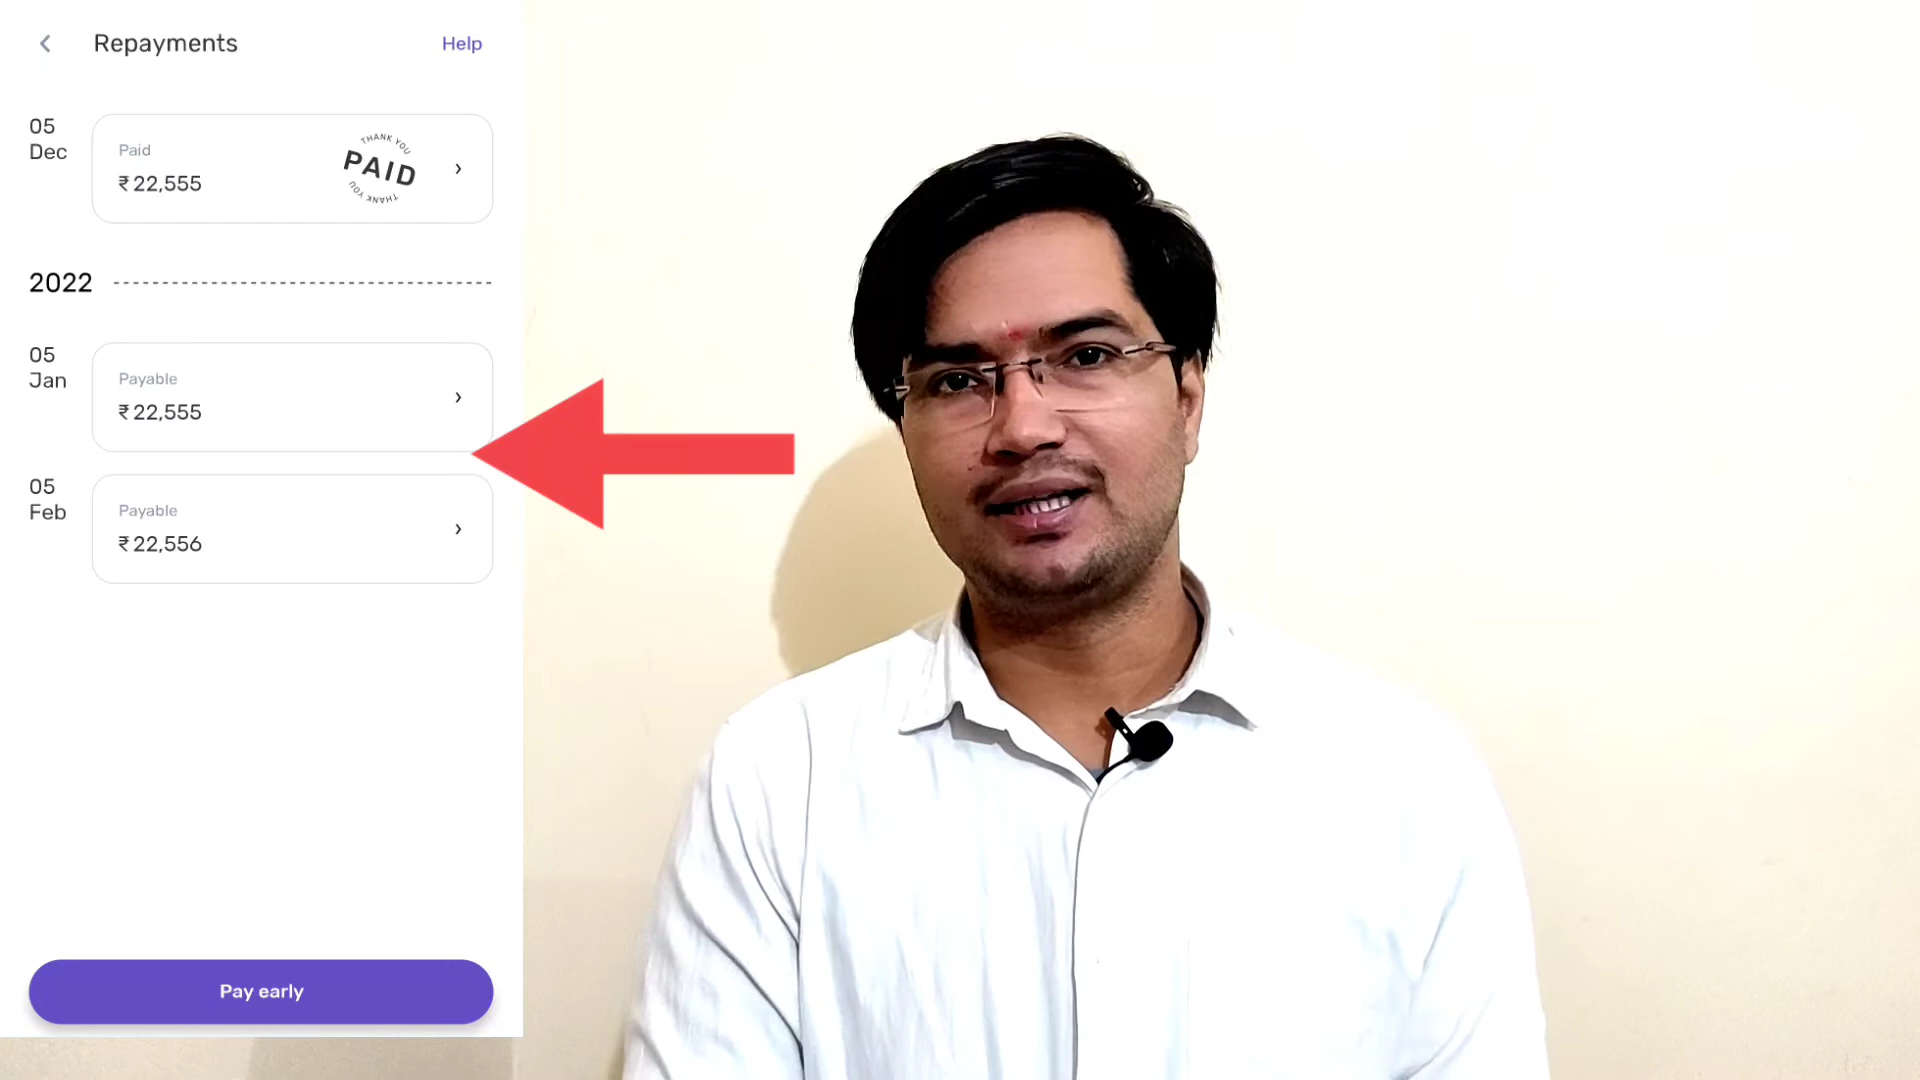 Repayments
Help
05
Dec
Paid
₹22,555
THANK YOU
PAID
THANK YOU
2022
05
Jan
Payable
₹22,555
05
Feb
Payable
₹22,556
Pay early